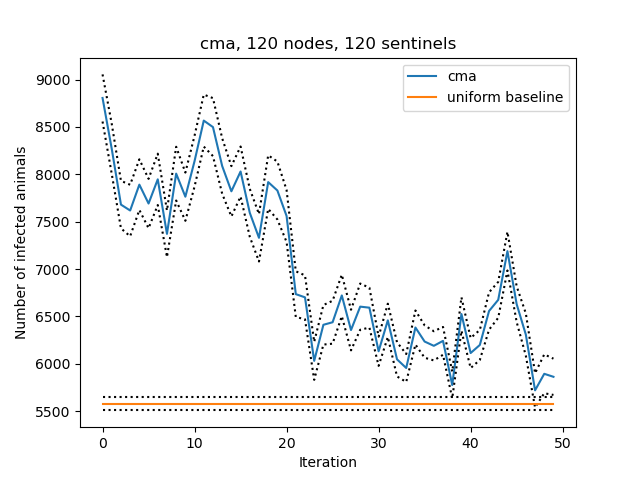 cma, 120 nodes, 120 sentinels
cma
uniform baseline
Number of infected animals
9000
8500
8000
7500
7000
6500
6000
5500
0 10 20 30 40 50
Iteration